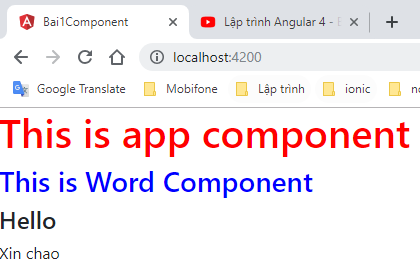 Bai1Component
Lập trình Angular 4 -
localhost:4200
Google Translate Mobifone Lập trình ionic
This is app component
This is Word Component
Hello
Xin chao